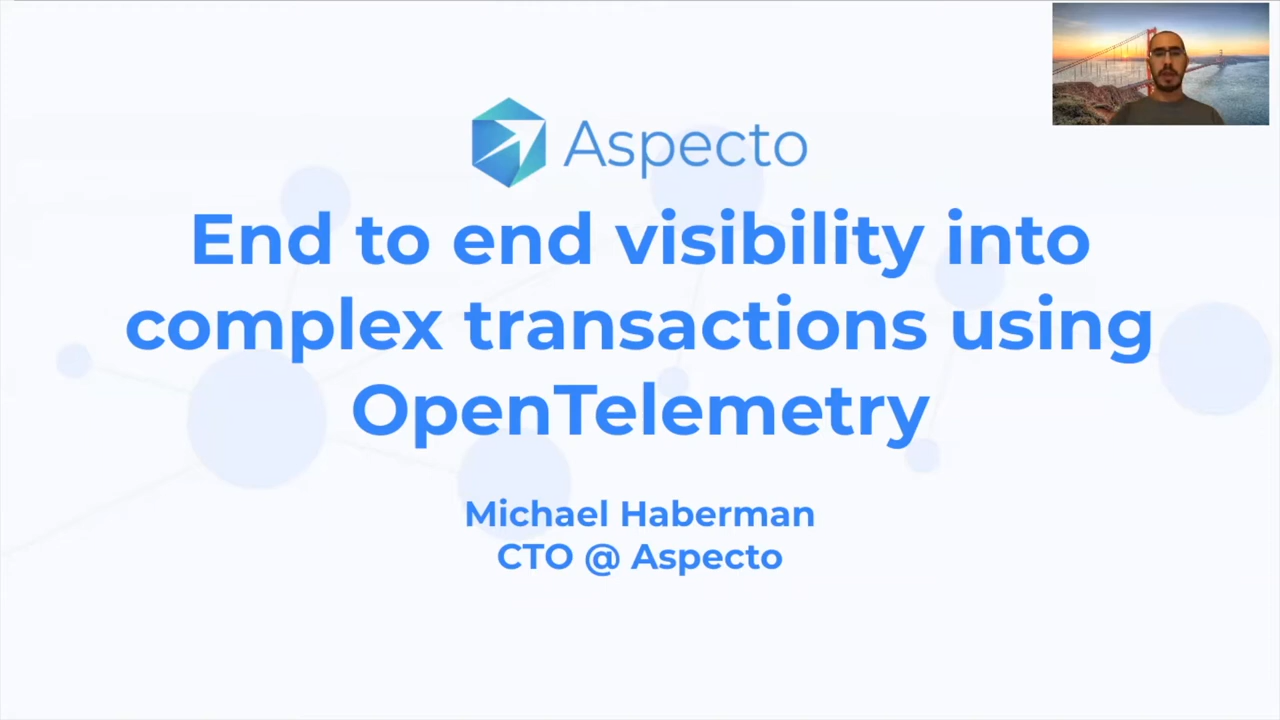 Aspecto
End to end visibility into
complex transactions using
OpenTelemetry
Michael Haberman
CTO @ Aspecto